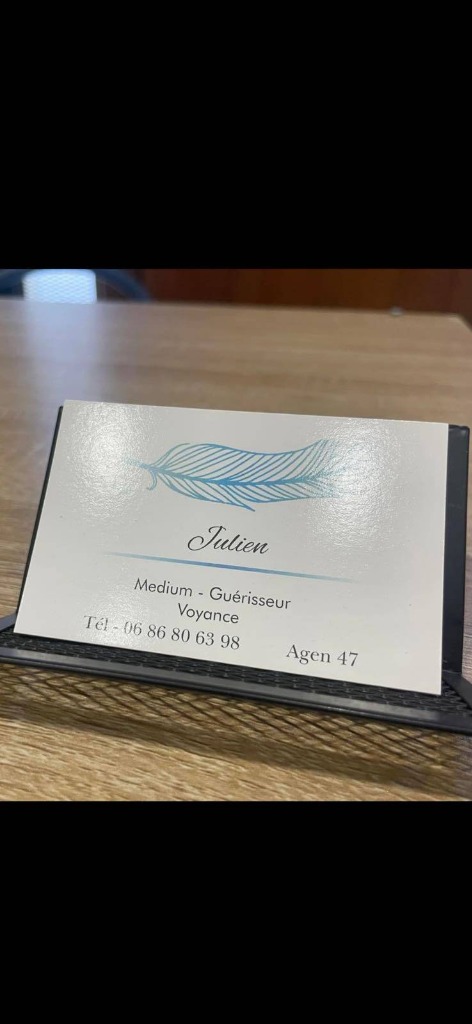 Julien
Medium - Guérisseur
Voyance
Tél - 06 86 80 63 98 Agen 47